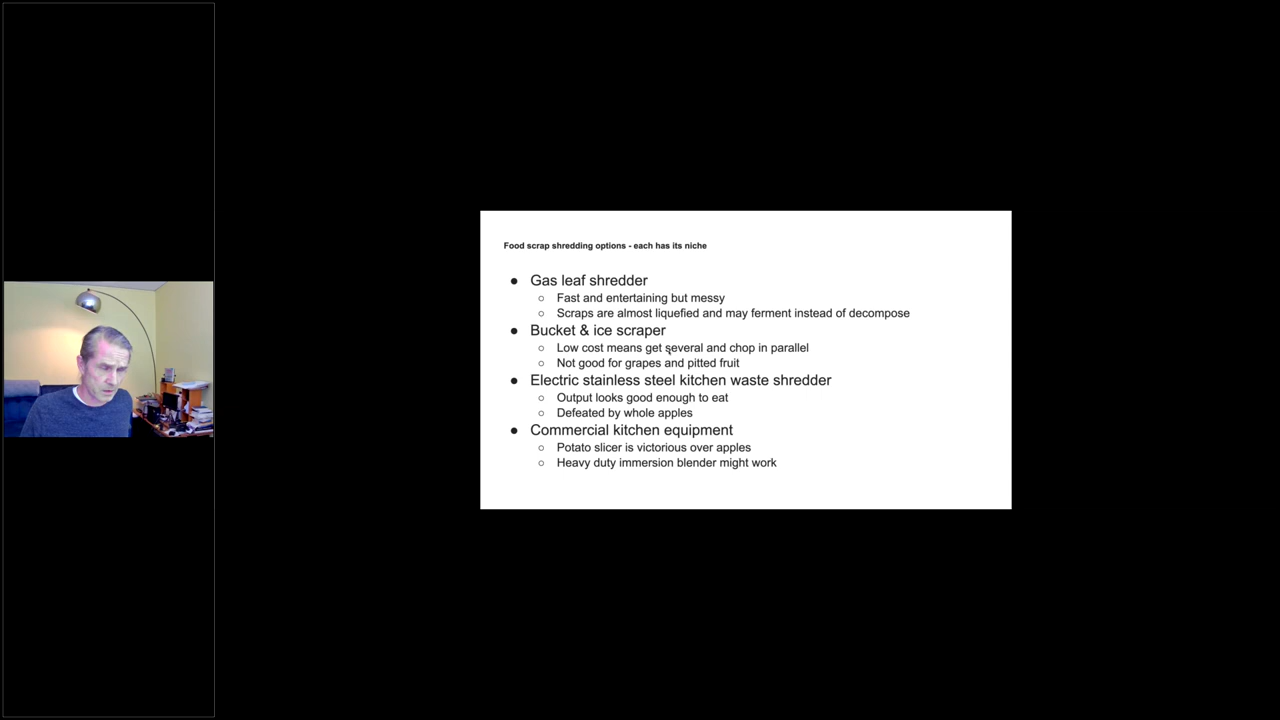 Food scrap shredding options - each has its niche
● Gas leaf shredder
○ Fast and entertaining but messy
○ Scraps are almost liquefied and may ferment instead of decompose
● Bucket & ice scraper
○ Low cost means get several and chop in parallel
○ Not good for grapes and pitted fruit
● Electric stainless steel kitchen waste shredder
○ Output looks good enough to eat
○ Defeated by whole apples
● Commercial kitchen equipment
○ Potato slicer is victorious over apples
○ Heavy duty immersion blender might work